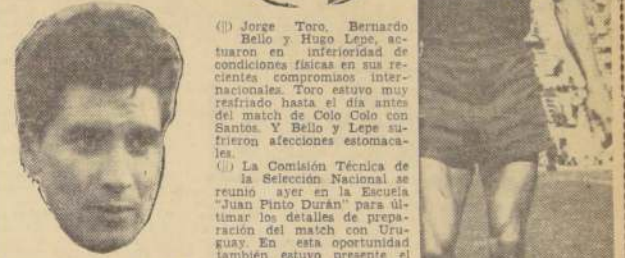 (||) Jorge Toro, Bernardo
Bello y Hugo Lepe, ac-
tuaron en inferioridad de
condiciones físicas en sus re-
cientes compromisos inter-
nacionales. Toro estuvo muy
resfriado hasta el día antes
del match de Colo Colo con
Santos. Y Bello y Lepe su-
frieron afecciones estomaca-
les.
(||) La Comisión Técnica de
la Selección Nacional se
reunió ayer en la Escuela
"Juan Pinto Durán" para úl-
timar los detalles de prepa-
ración del match con Uru-
guay. En esta oportunidad
también estuvo presente el